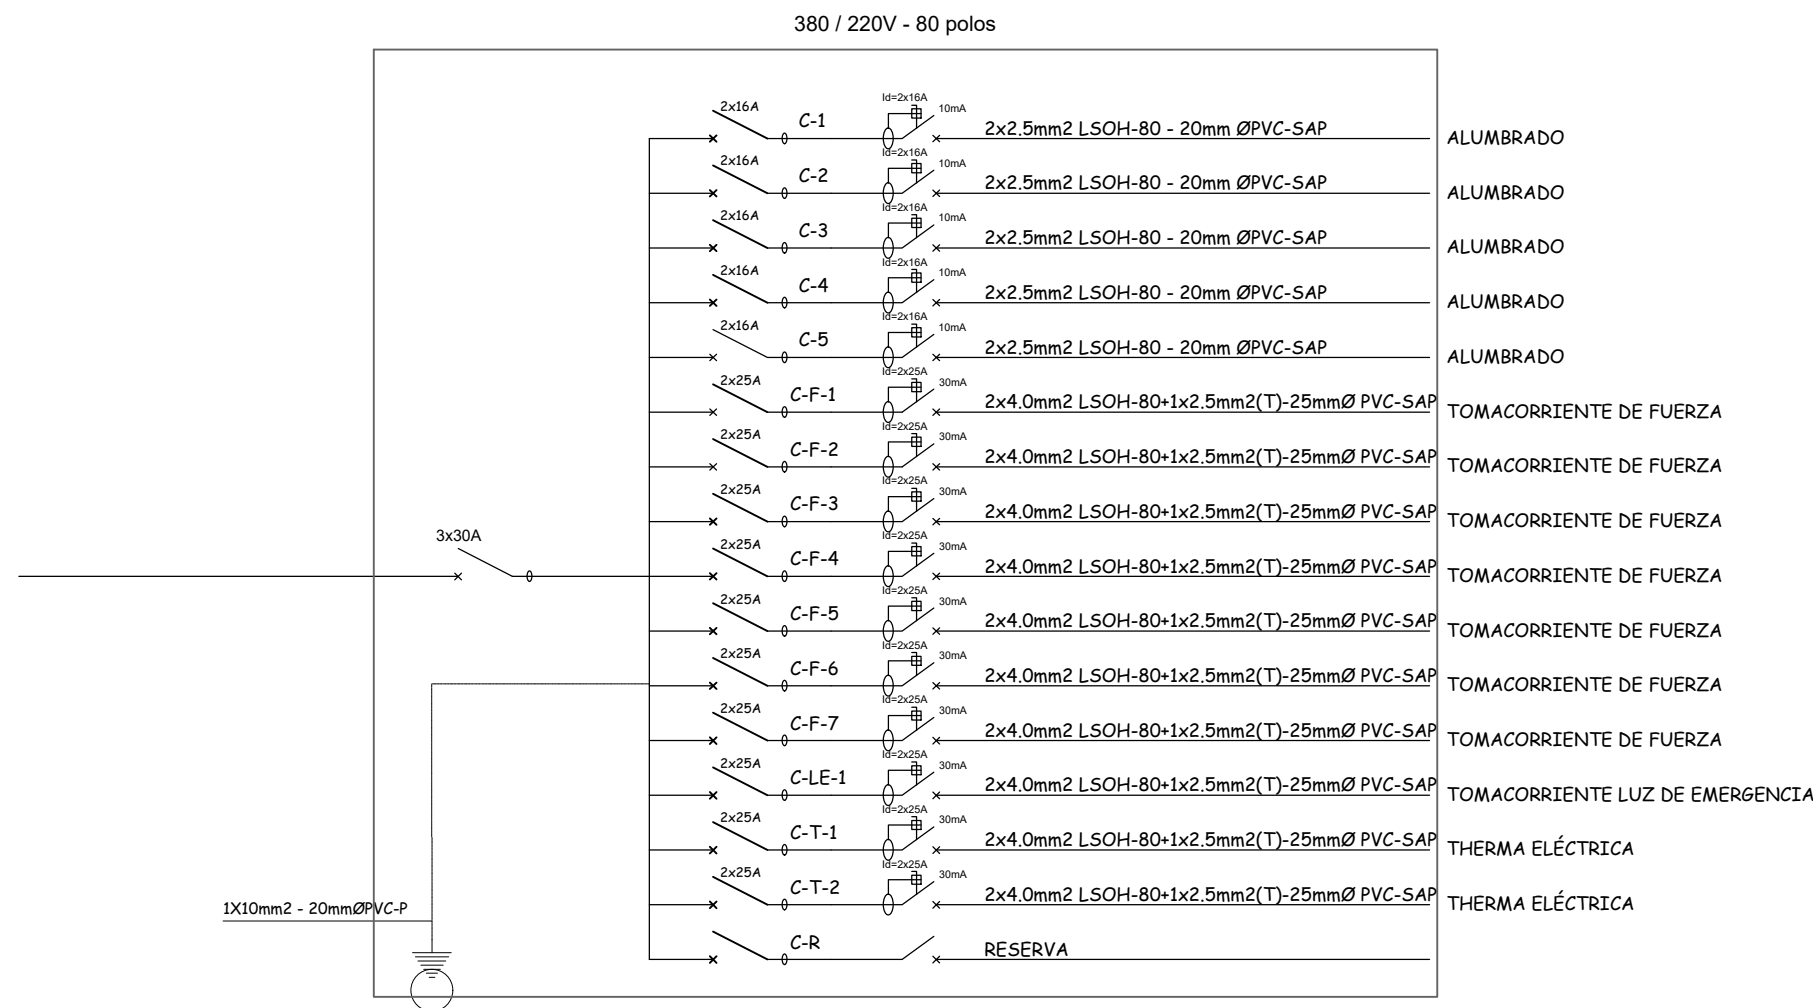 380 / 220V - 80 polos
2x16A C-1 Id=2x16A 10mA 2x2.5mm2 LSOH-80 - 20mm ØPVC-SAP ALUMBRADO
2x16A C-2 Id=2x16A 10mA 2x2.5mm2 LSOH-80 - 20mm ØPVC-SAP ALUMBRADO
2x16A C-3 Id=2x16A 10mA 2x2.5mm2 LSOH-80 - 20mm ØPVC-SAP ALUMBRADO
2x16A C-4 Id=2x16A 10mA 2x2.5mm2 LSOH-80 - 20mm ØPVC-SAP ALUMBRADO
2x16A C-5 Id=2x16A 10mA 2x2.5mm2 LSOH-80 - 20mm ØPVC-SAP ALUMBRADO
2x25A C-F-1 Id=2x25A 30mA 2x4.0mm2 LSOH-80+1x2.5mm2(T)-25mmØ PVC-SAP TOMACORRIENTE DE FUERZA
2x25A C-F-2 Id=2x25A 30mA 2x4.0mm2 LSOH-80+1x2.5mm2(T)-25mmØ PVC-SAP TOMACORRIENTE DE FUERZA
2x25A C-F-3 Id=2x25A 30mA 2x4.0mm2 LSOH-80+1x2.5mm2(T)-25mmØ PVC-SAP TOMACORRIENTE DE FUERZA
3x30A
2x25A C-F-4 Id=2x25A 30mA 2x4.0mm2 LSOH-80+1x2.5mm2(T)-25mmØ PVC-SAP TOMACORRIENTE DE FUERZA
2x25A C-F-5 Id=2x25A 30mA 2x4.0mm2 LSOH-80+1x2.5mm2(T)-25mmØ PVC-SAP TOMACORRIENTE DE FUERZA
2x25A C-F-6 Id=2x25A 30mA 2x4.0mm2 LSOH-80+1x2.5mm2(T)-25mmØ PVC-SAP TOMACORRIENTE DE FUERZA
2x25A C-F-7 Id=2x25A 30mA 2x4.0mm2 LSOH-80+1x2.5mm2(T)-25mmØ PVC-SAP TOMACORRIENTE DE FUERZA
2x25A C-LE-1 Id=2x25A 30mA 2x4.0mm2 LSOH-80+1x2.5mm2(T)-25mmØ PVC-SAP TOMACORRIENTE LUZ DE EMERGENCIA
2x25A C-T-1 Id=2x25A 30mA 2x4.0mm2 LSOH-80+1x2.5mm2(T)-25mmØ PVC-SAP THERMA ELÉCTRICA
2x25A C-T-2 Id=2x25A 30mA 2x4.0mm2 LSOH-80+1x2.5mm2(T)-25mmØ PVC-SAP THERMA ELÉCTRICA
1X10mm2 - 20mmØPVC-P
C-R RESERVA